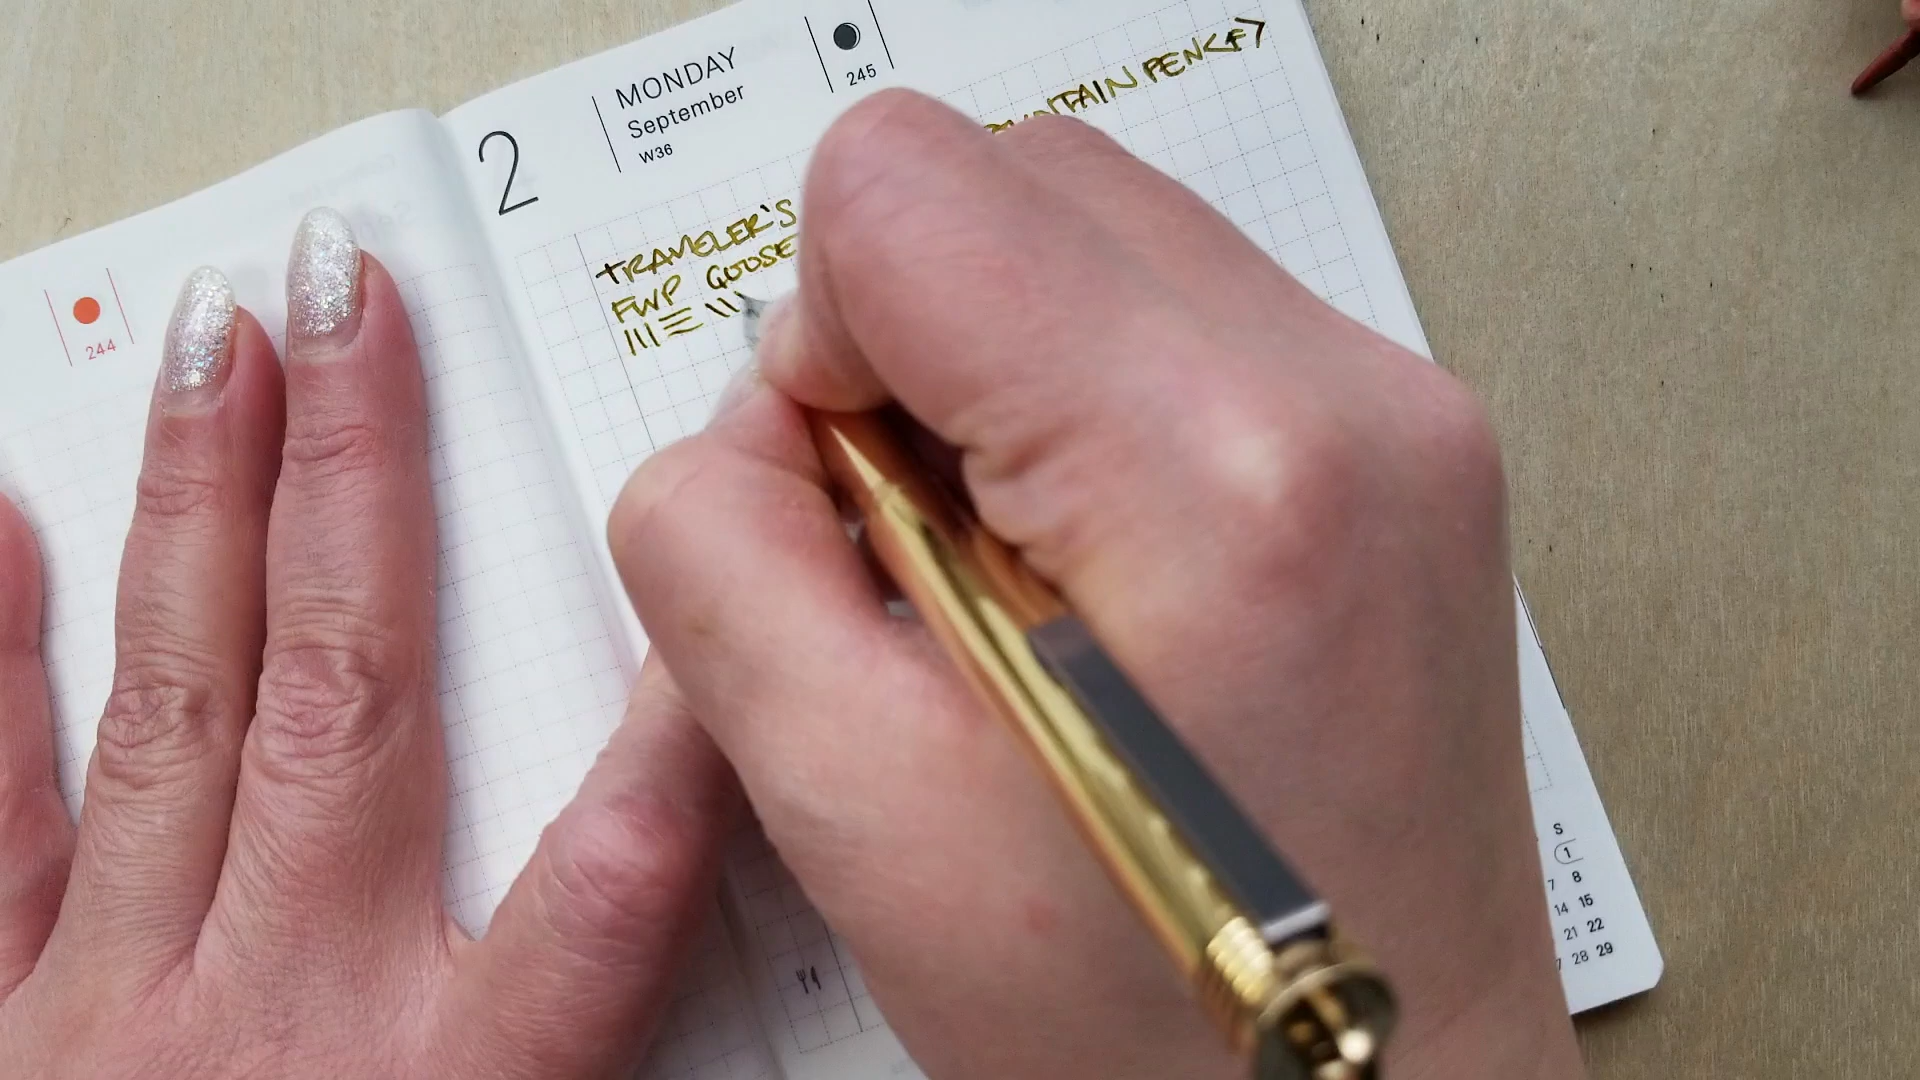 244
2
MONDAY
September
W36
245
TRAVELER'S
FOUNTAIN PEN <F>
FWP GOOSE
S
1
7 8
14 15
21 22
28 29